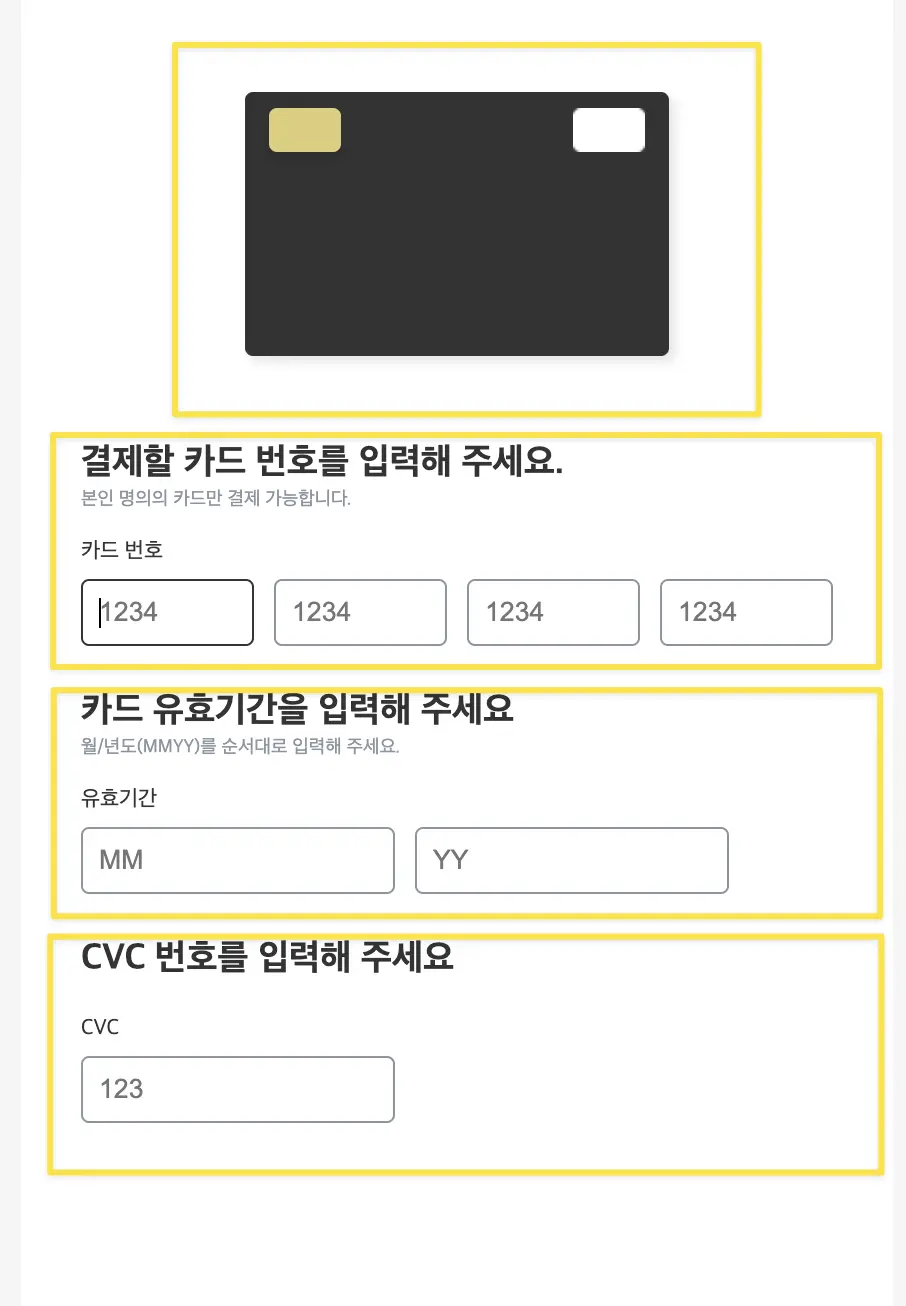 결제할 카드 번호를 입력해 주세요.
본인 명의의 카드만 결제 가능합니다.
카드 번호
1234 1234 1234 1234
카드 유효기간을 입력해 주세요
월/년도(MMYY)를 순서대로 입력해 주세요.
유효기간
MM YY
CVC 번호를 입력해 주세요
CVC
123